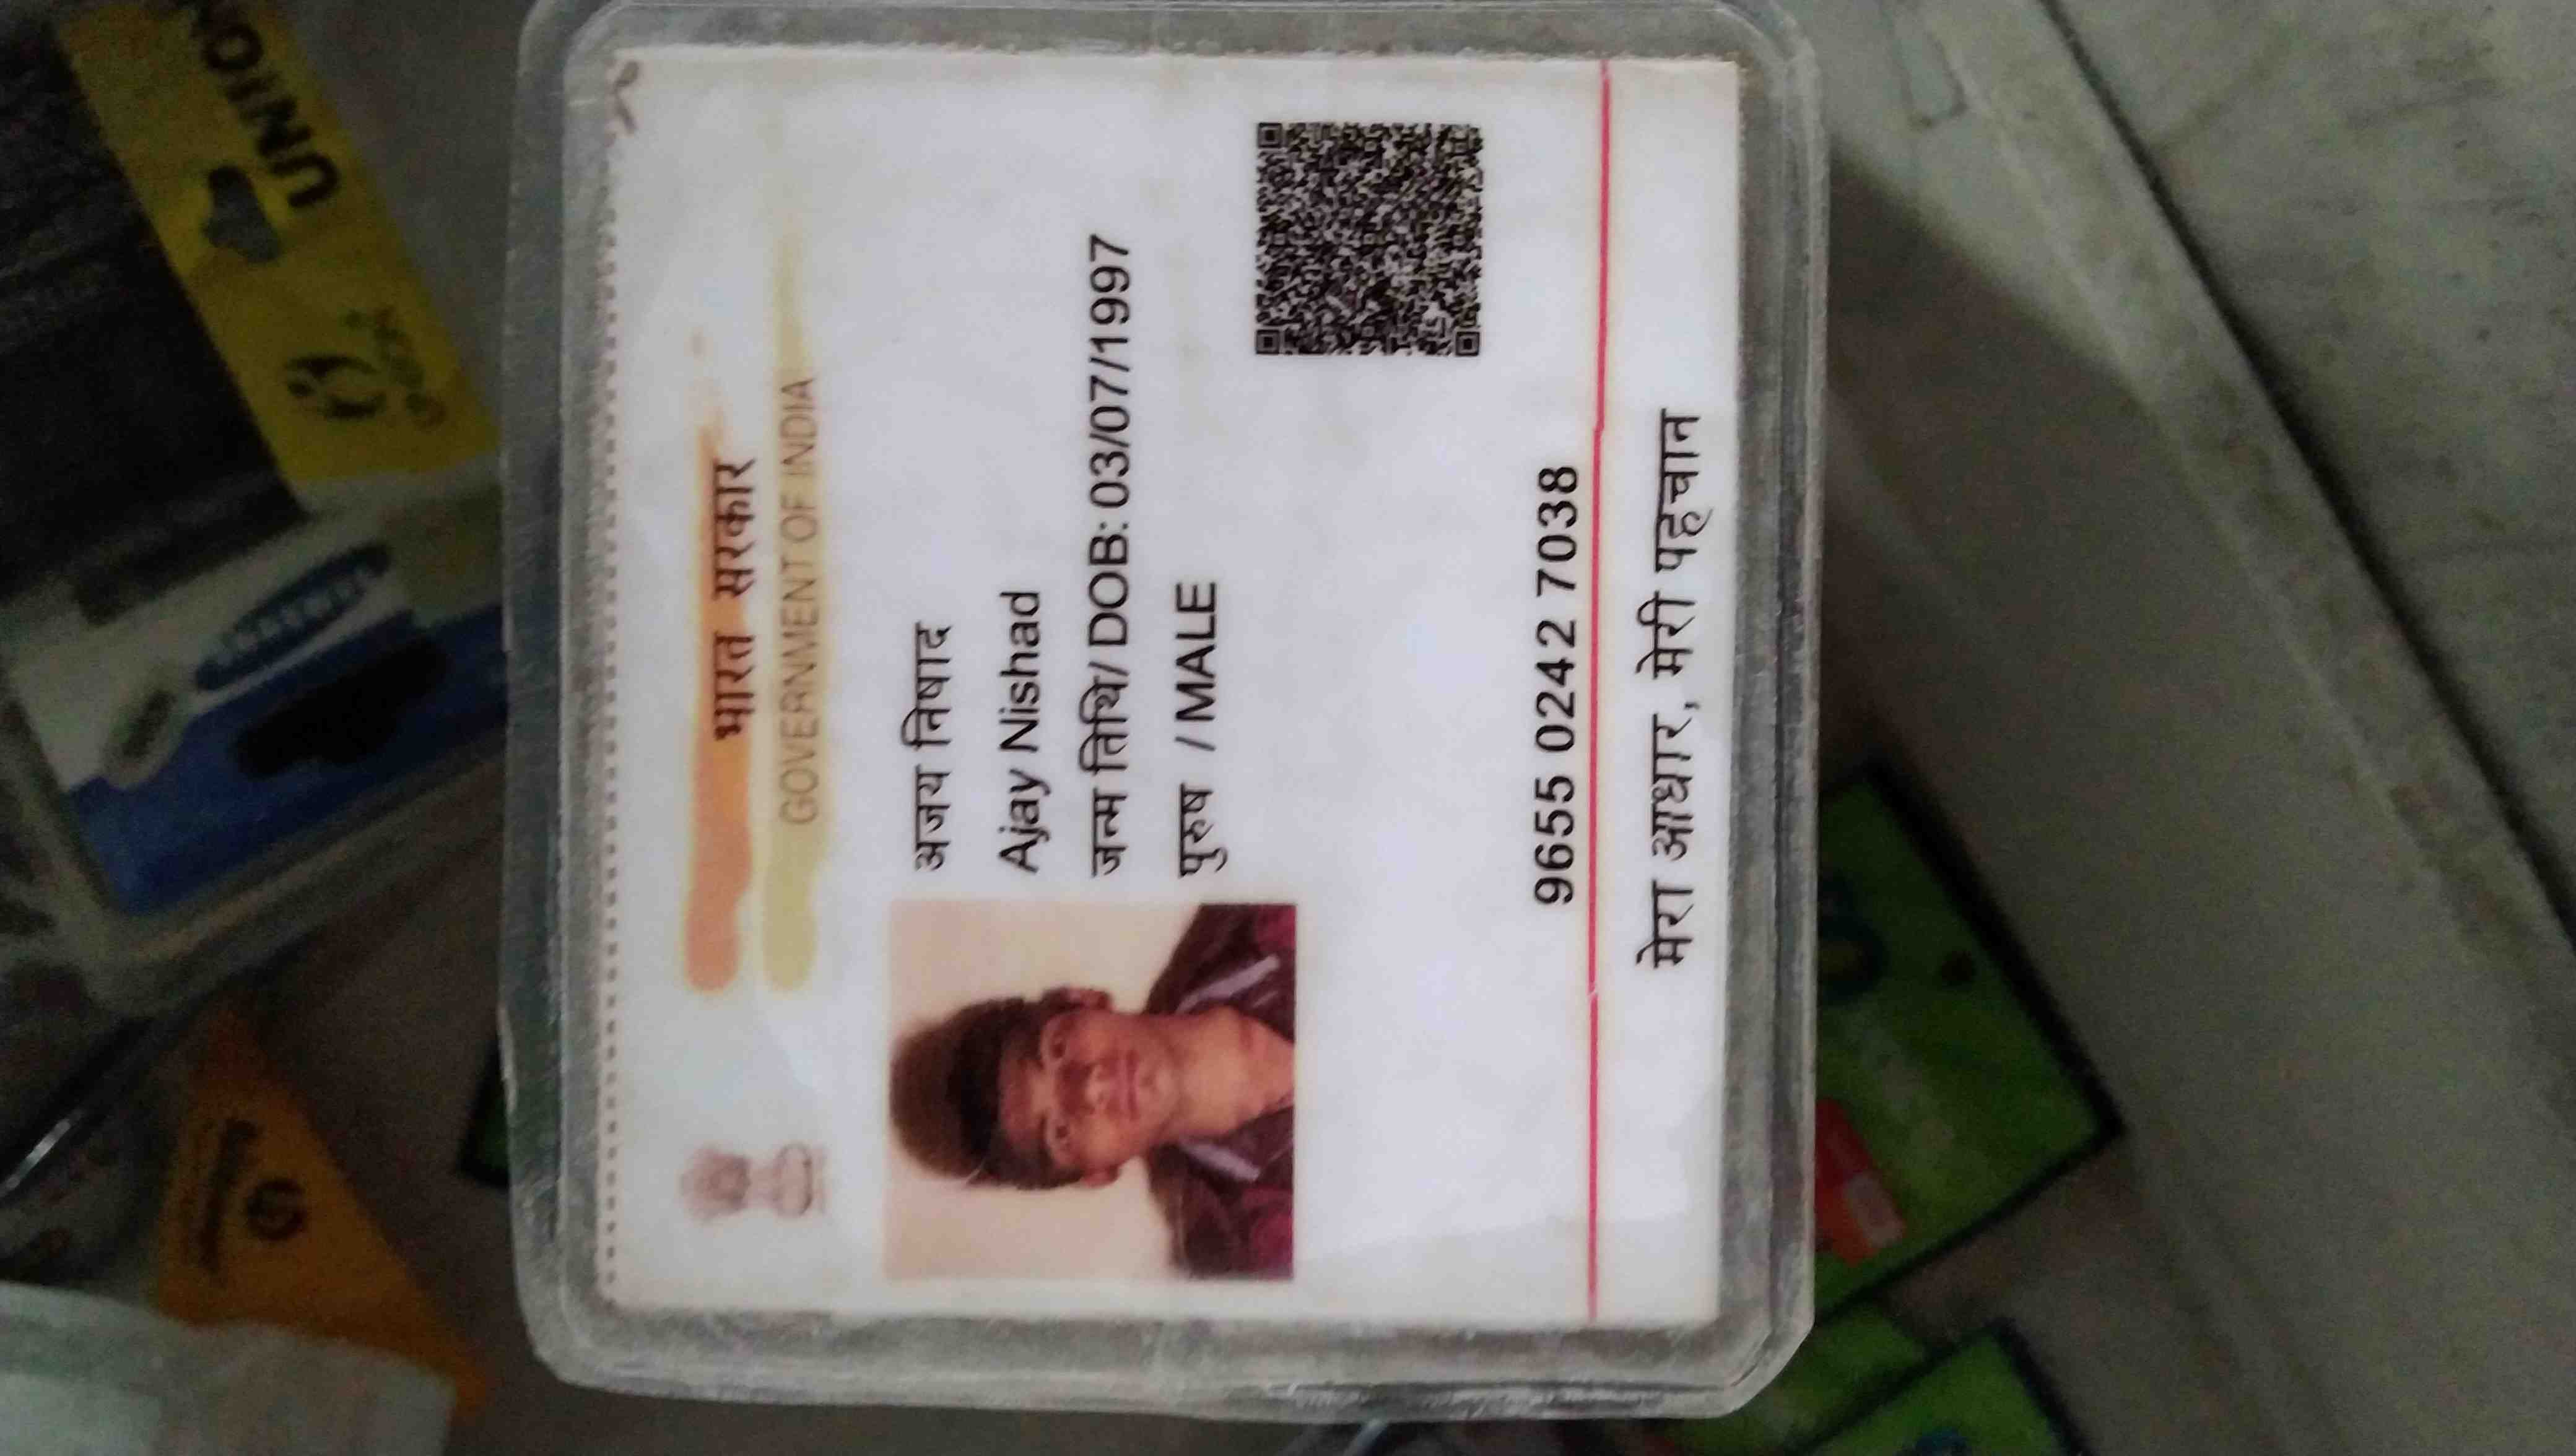 भारत सरकार
GOVERNMENT OF INDIA
अजय निषाद
Ajay Nishad
जन्म तिथि/ DOB: 03/07/1997
पुरुष / MALE
9655 0242 7038
मेरा आधार, मेरी पहचान
UNION